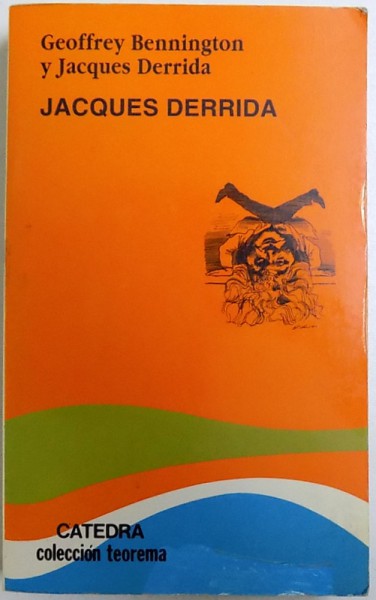 Geoffrey Bennington
y Jacques Derrida
JACQUES DERRIDA
CATEDRA
colección teorema